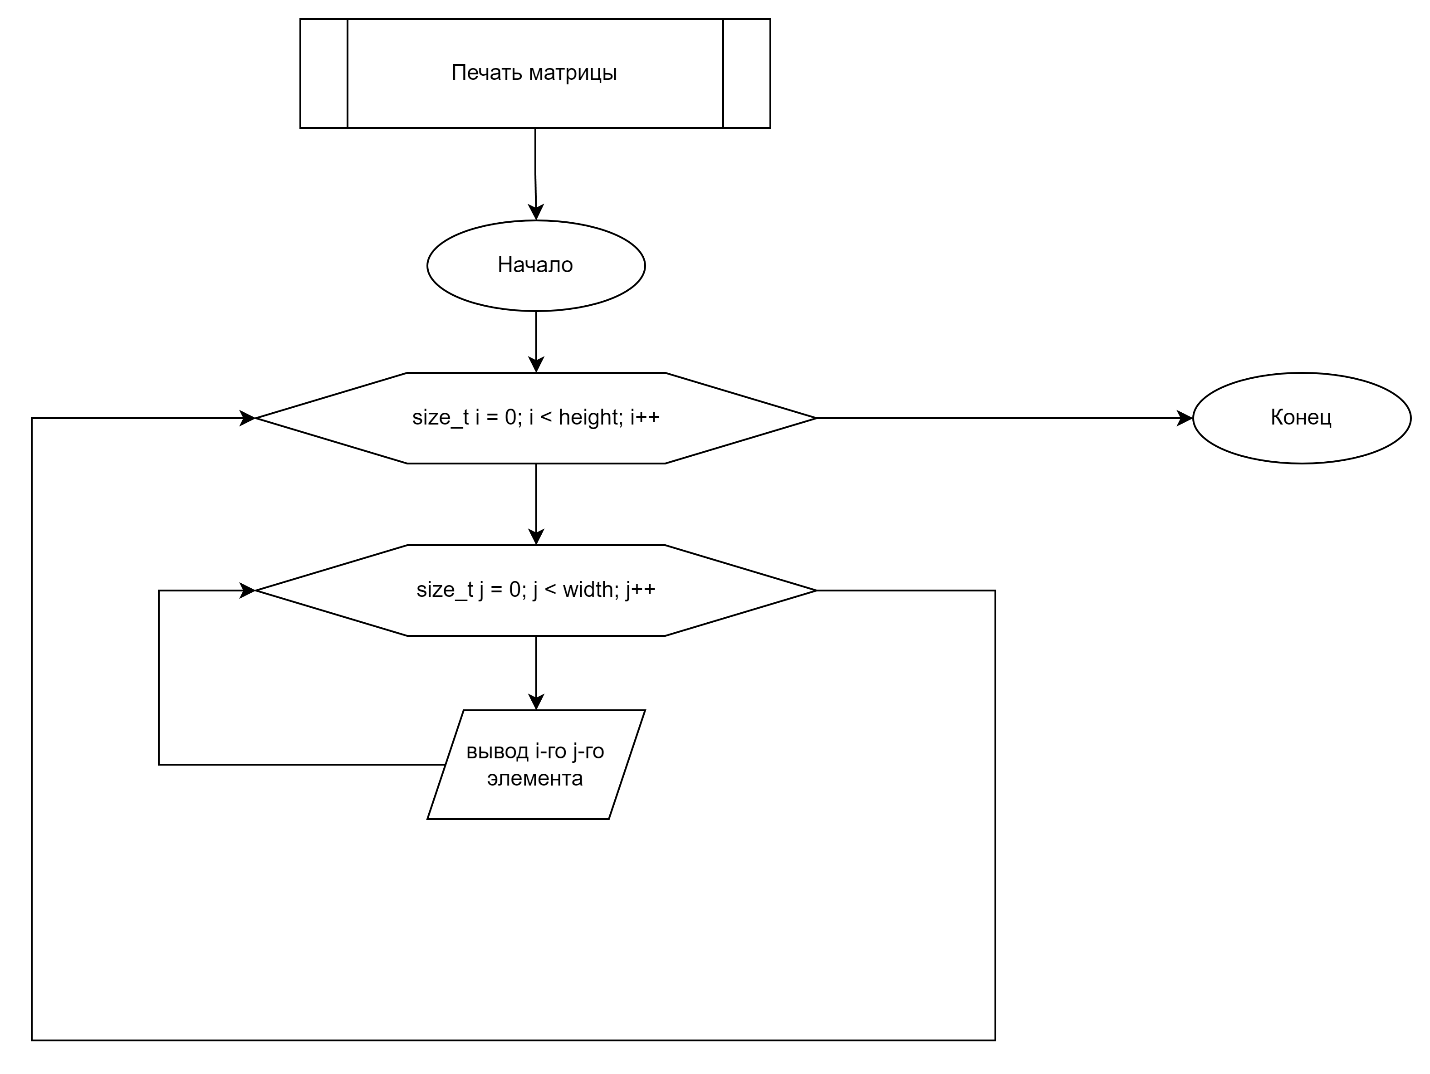 Печать матрицы
Начало
size_t i = 0; i < height; i++
Конец
size_t j = 0; j < width; j++
вывод i-го j-го
элемента